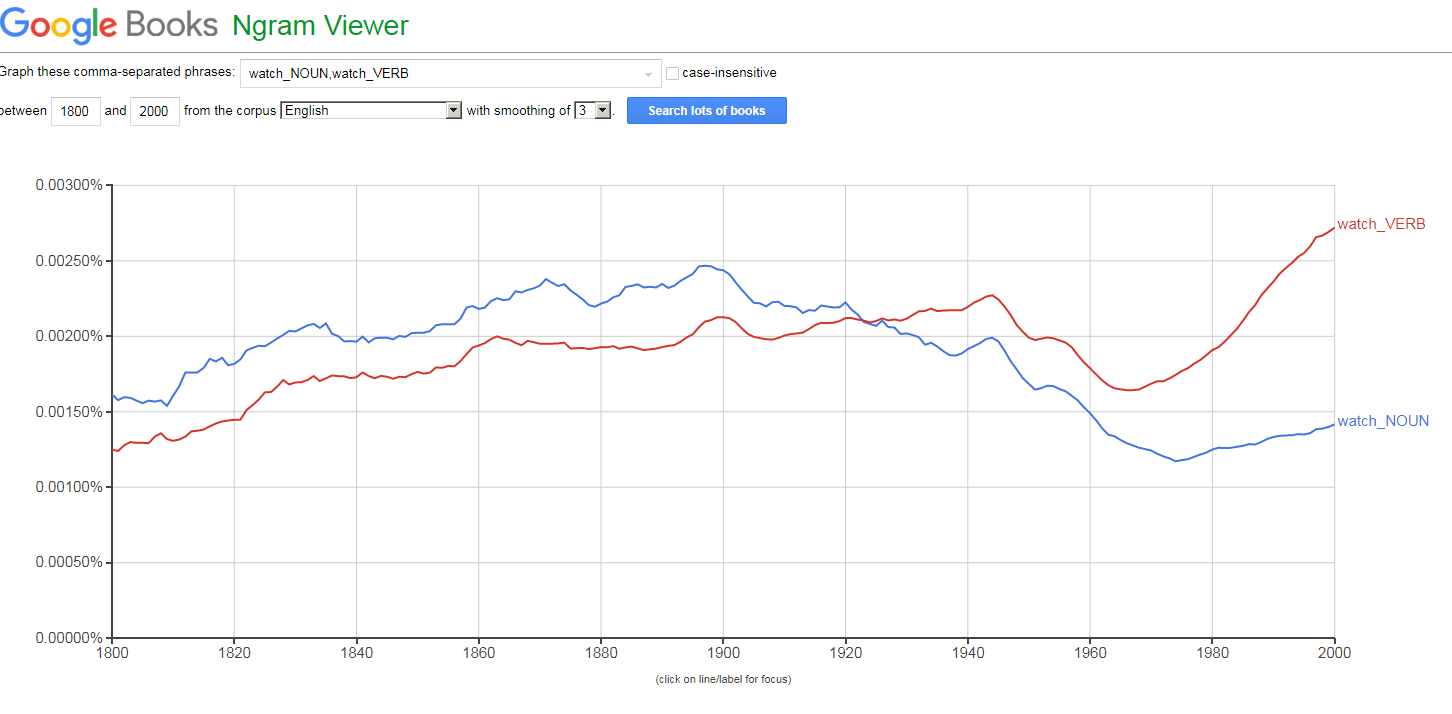 Google Books Ngram Viewer
Graph these comma-separated phrases: watch_NOUN,watch_VERB case-insensitive
between 1800 and 2000 from the corpus English with smoothing of 3 . Search lots of books
0.00300%
watch_VERB
0.00250%
0.00200%
0.00150%
watch_NOUN
0.00100%
0.00050%
0.00000%
1800 1820 1840 1860 1880 1900 1920 1940 1960 1980 2000
(click on line/label for focus)